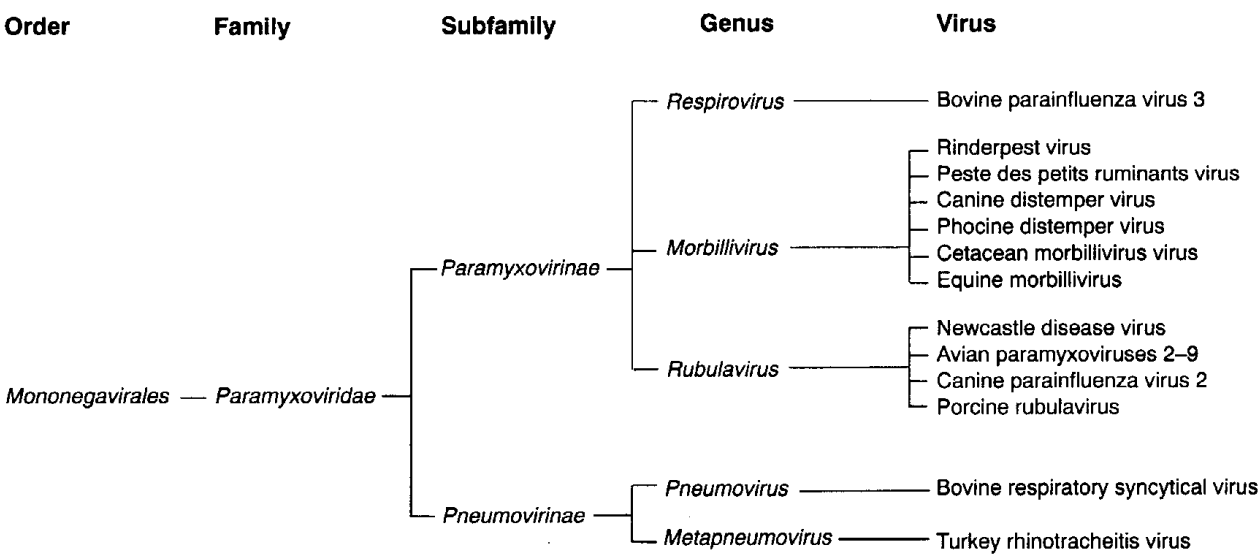 Order Family Subfamily Genus Virus
Respirovirus Bovine parainfluenza virus 3
Rinderpest virus
Peste des petits ruminants virus
Canine distemper virus
Phocine distemper virus
Morbillivirus
Cetacean morbillivirus virus
Paramyxovirinae
Equine morbillivirus
Newcastle disease virus
Avian paramyxoviruses 2–9
Rubulavirus
Canine parainfluenza virus 2
Mononegavirales Paramyxoviridae
Porcine rubulavirus
Pneumovirus Bovine respiratory syncytical virus
Pneumovirinae
Metapneumovirus Turkey rhinotracheitis virus